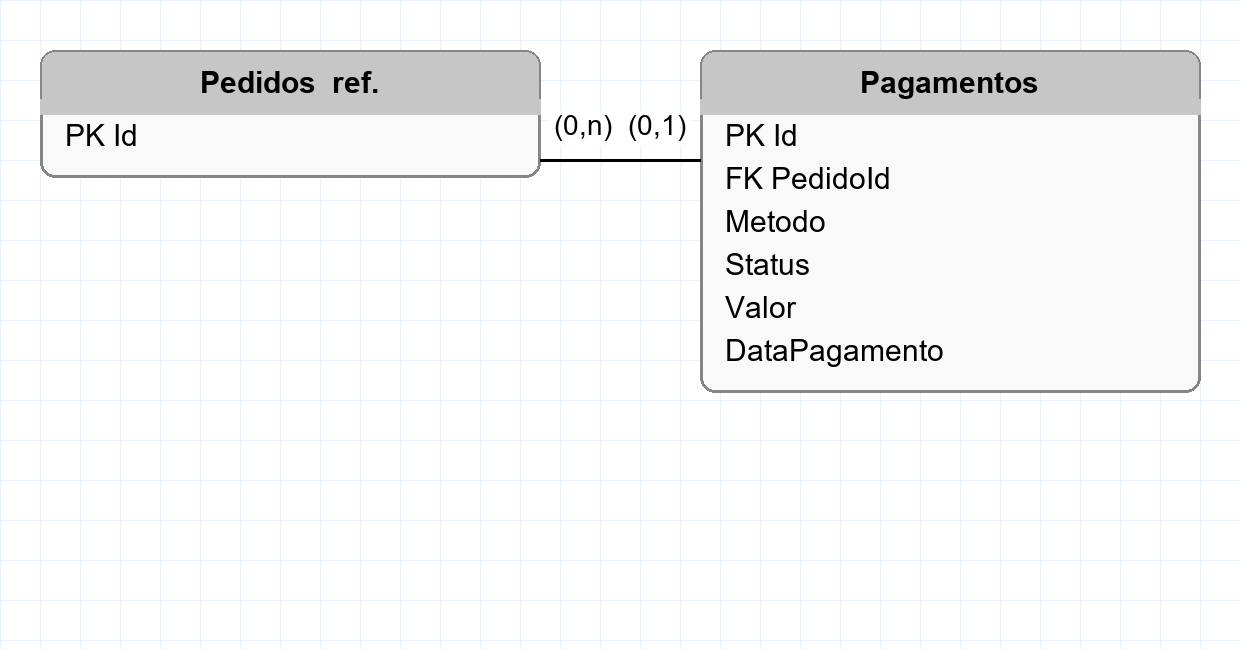 Pedidos ref.
PK Id
(0,n) (0,1)
Pagamentos
PK Id
FK PedidoId
Metodo
Status
Valor
DataPagamento